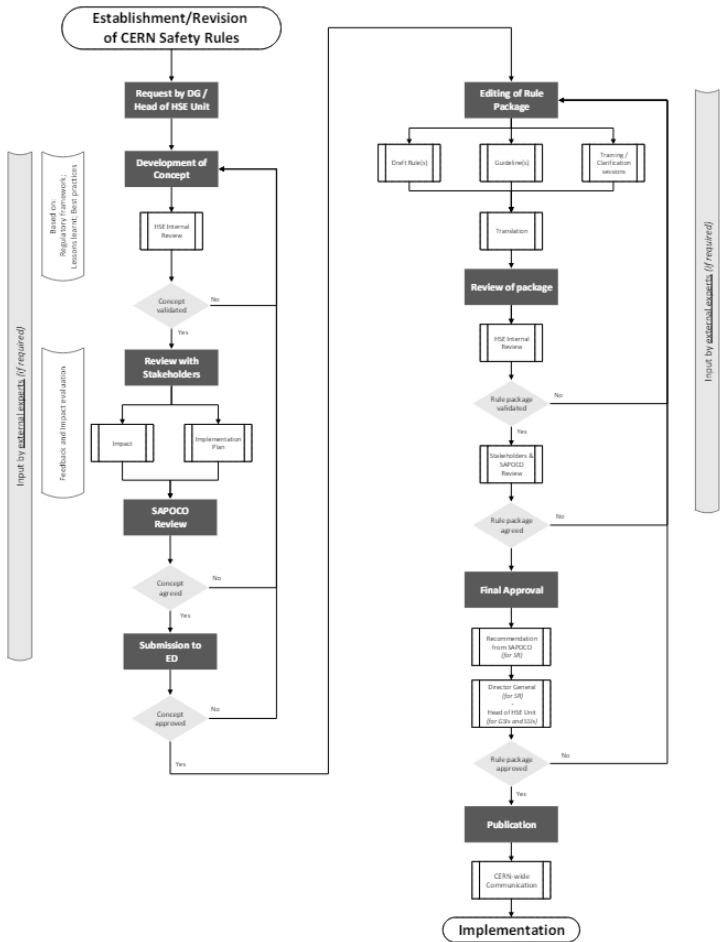 Establishment/Revision
of CERN Safety Rules
Request by DG /
Head of HSE Unit
Input by external experts (if required)
Based on:
Regulatory framework;
Lessons learnt; Best practices
Development of
Concept
HSE Internal
Review
Concept
validated
No
Yes
Feedback and Impact evaluation
Review with
Stakeholders
Impact
Implementation
Plan
SAPOCO
Review
Concept
agreed
No
Yes
Submission to
ED
Concept
approved
No
Yes
Editing of Rule
Package
Draft Rule(s)
Guideline(s)
Training /
Clarification
sessions
Translation
Review of package
HSE Internal
Review
Rule package
validated
No
Yes
Stakeholders &
SAPOCO
Review
Rule package
agreed
No
Input by external experts (if required)
Final Approval
Recommendation
from SAPOCO
(for SR)
Director General
(for SR)
-
Head of HSE Unit
(for GSIs and SSIs)
Rule package
approved
No
Yes
Publication
CERN-wide
Communication
Implementation